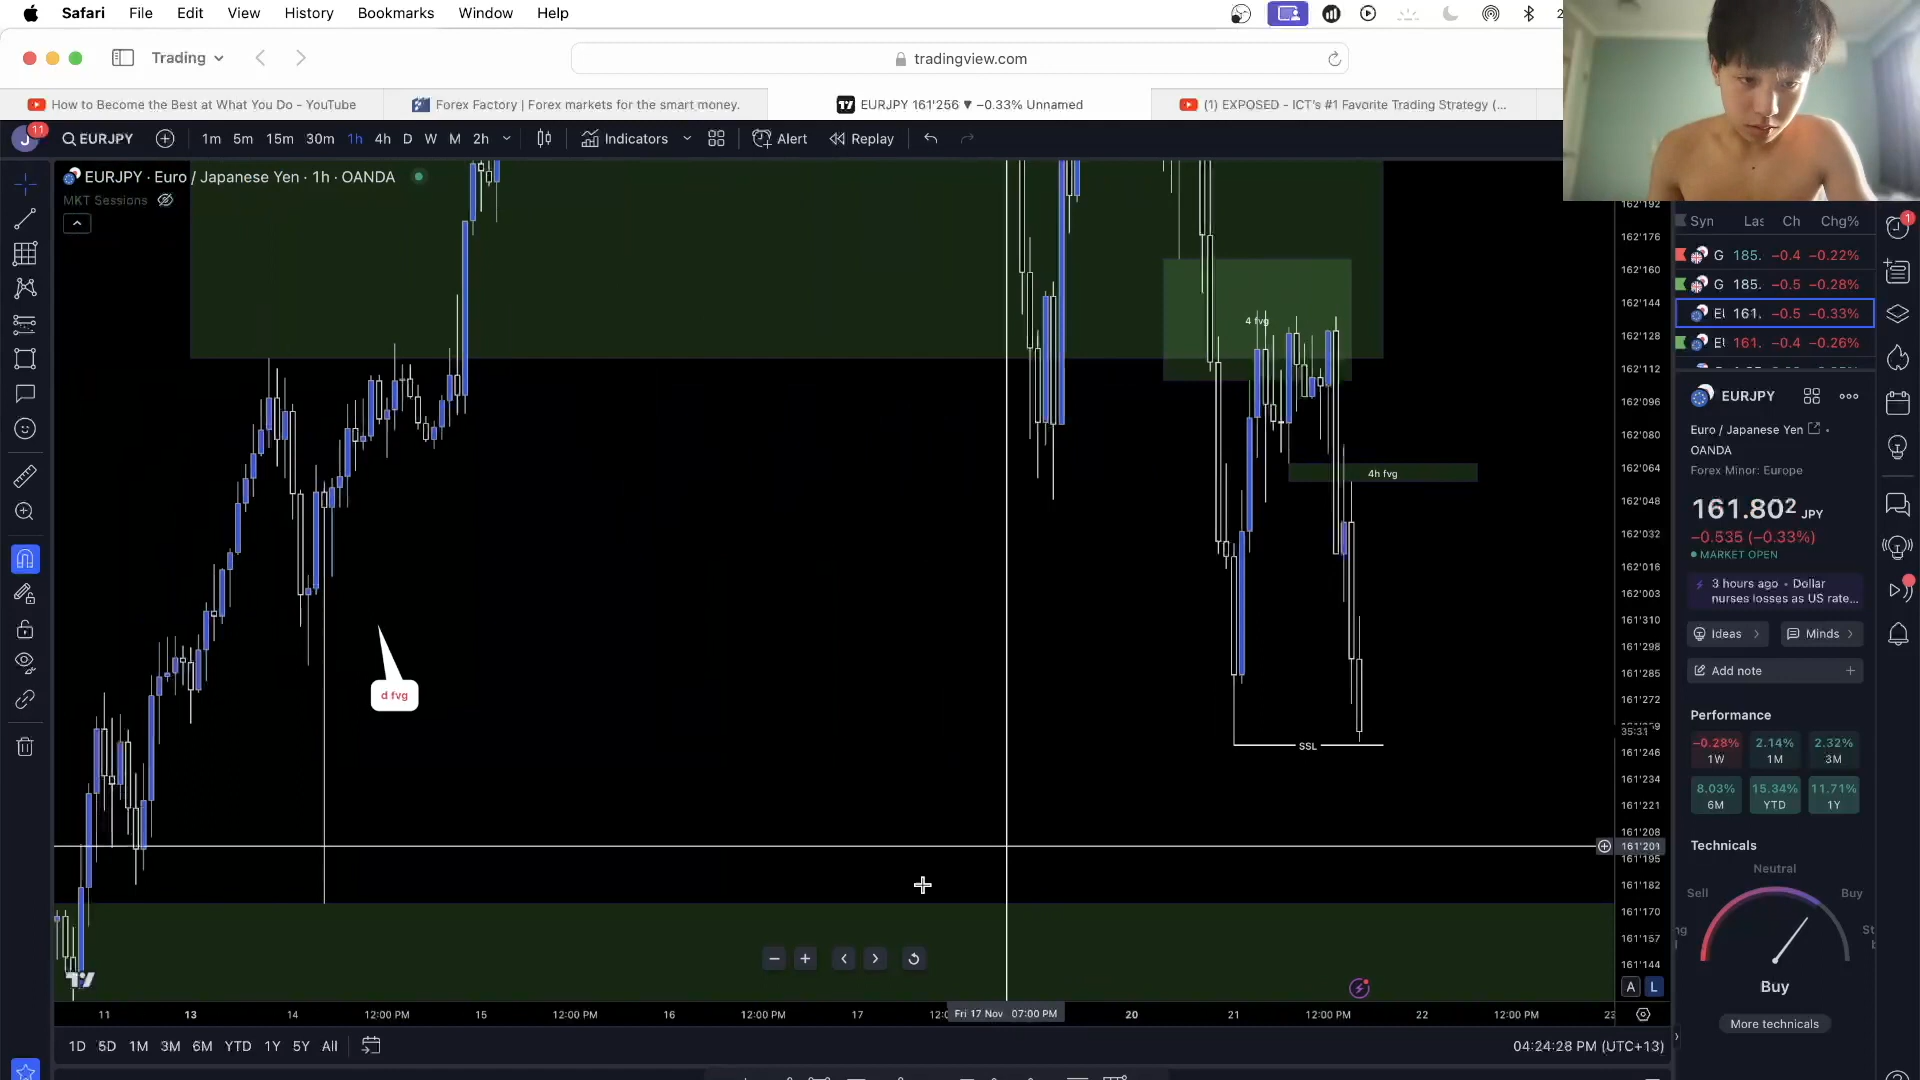 Safari File Edit View History Bookmarks Window Help
Trading
tradingview.com
How to Become the Best at What You Do - YouTube
Forex Factory | Forex markets for the smart money.
EURJPY 161'256 ▼ −0.33% Unnamed
(1) EXPOSED - ICT's #1 Favorite Trading Strategy (...
J 11 EURJPY 1m 5m 15m 30m 1h 4h D W M 2h Indicators Alert Replay
EURJPY · Euro / Japanese Yen · 1h · OANDA
MKT Sessions
4 fvg
4h fvg
d fvg
SSL
162'192
162'176
162'160
162'144
162'128
162'112
162'096
162'080
162'064
162'048
162'032
162'016
162'003
161'310
161'298
161'285
161'272
35:31
161'246
161'234
161'221
161'208
161'201
161'195
161'182
161'170
161'157
161'144
A L
11 13 14 12:00 PM 15 12:00 PM 16 12:00 PM 17 Fri 17 Nov 07:00 PM 20 21 12:00 PM 22 12:00 PM
1D 5D 1M 3M 6M YTD 1Y 5Y All
04:24:28 PM (UTC+13)
Syn Las Ch Chg%
G 185. −0.4 −0.22%
G 185. −0.5 −0.28%
161. −0.5 −0.33%
161. −0.4 −0.26%
EURJPY
Euro / Japanese Yen •
OANDA
Forex Minor: Europe
161.802 JPY
−0.535 (−0.33%)
MARKET OPEN
3 hours ago • Dollar
nurses losses as US rate...
Ideas Minds
Add note
Performance
−0.28% 2.14% 2.32%
1W 1M 3M
8.03% 15.34% 11.71%
6M YTD 1Y
Technicals
Neutral
Sell Buy
Buy
More technicals
1